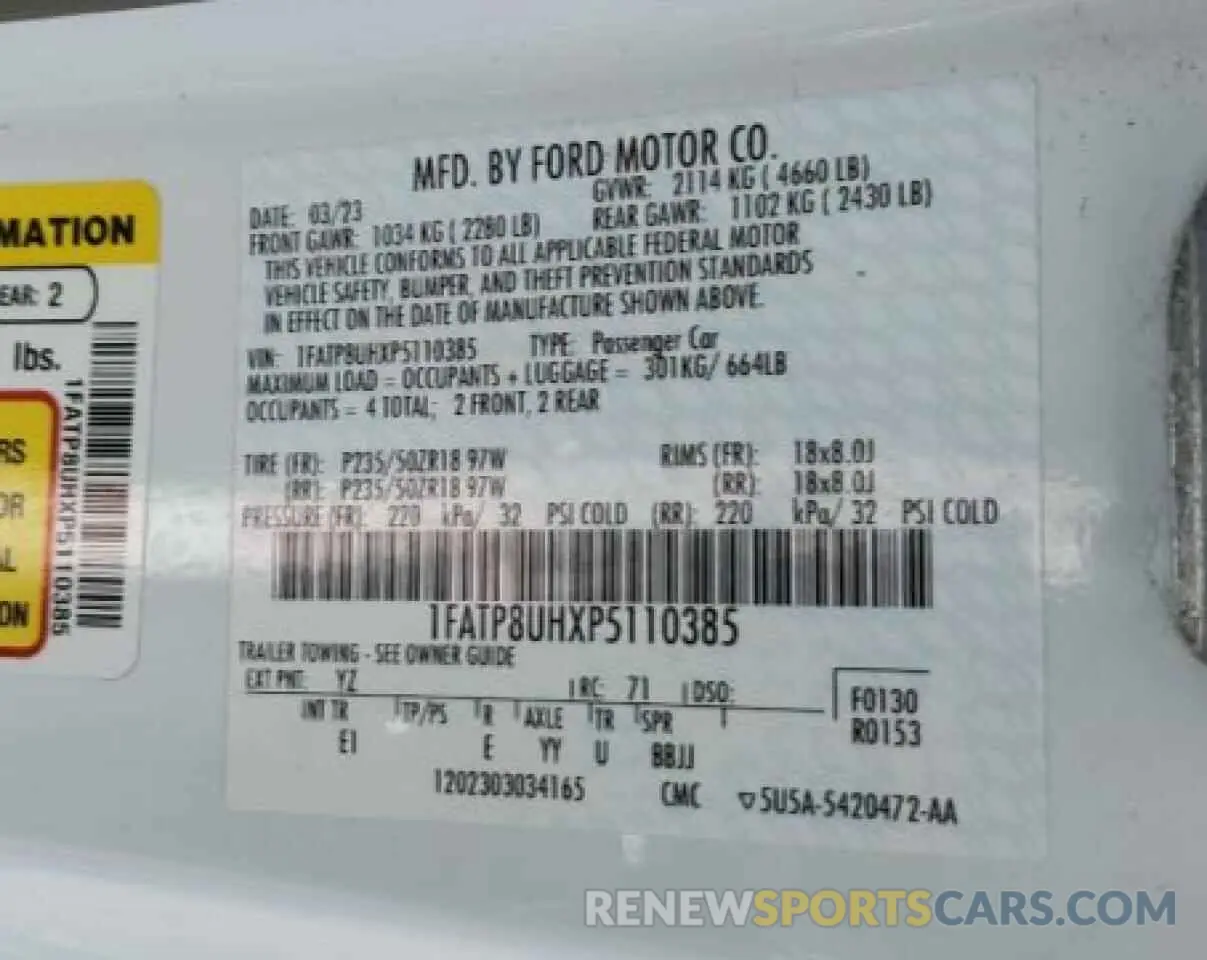 MFD. BY FORD MOTOR CO.
DATE: 03/23 GVWR: 2114 KG ( 4660 LB)
FRONT GAWR: 1034 KG ( 2280 LB) REAR GAWR: 1102 KG ( 2430 LB)
THIS VEHICLE CONFORMS TO ALL APPLICABLE FEDERAL MOTOR
VEHICLE SAFETY, BUMPER, AND THEFT PREVENTION STANDARDS
IN EFFECT ON THE DATE OF MANUFACTURE SHOWN ABOVE.
VIN: 1FATP8UHXP5110385 TYPE: Passenger Car
MAXIMUM LOAD = OCCUPANTS + LUGGAGE = 301KG/ 664LB
OCCUPANTS = 4 TOTAL; 2 FRONT, 2 REAR
TIRE (FR): P235/50ZR18 97W RIMS (FR): 18x8.0J
(RR): P235/50ZR18 97W (RR): 18x8.0J
PRESSURE (FR): 220 kPa/ 32 PSI COLD (RR): 220 kPa/ 32 PSI COLD
1FATP8UHXP5110385
TRAILER TOWING - SEE OWNER GUIDE
EXT PNT: YZ RC: 71 DSO:
INT TR TP/PS R AXLE TR SPR
EI E YY U BBJJ
F0130
R0153
1202303034165 CMC ▽5U5A-5420472-AA
MATION
EAR: 2
lbs.
1FATP8UHXP5110385
RS
OR
AL
ON
RENEWSPORTSCARS.COM